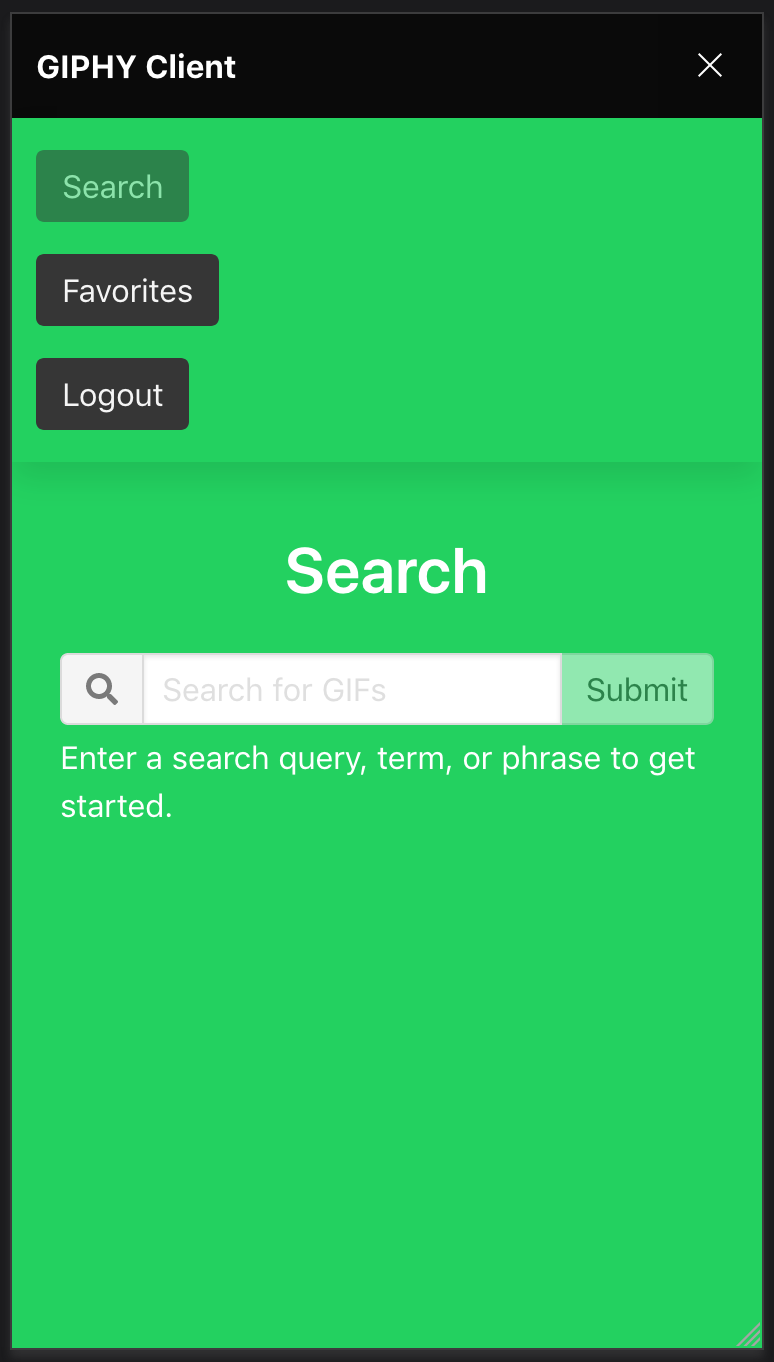 GIPHY Client
Search
Favorites
Logout
Search
Search for GIFs
Submit
Enter a search query, term, or phrase to get
started.